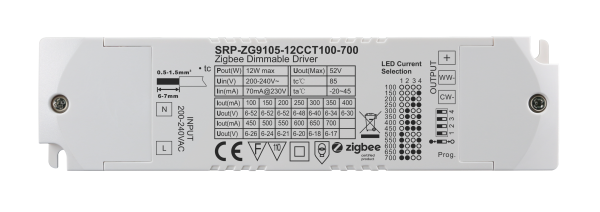 SRP-ZG9105-12CCT100-700
Zigbee Dimmable Driver
0.5-1.5mm²
• tc
6-7mm
N
L
INPUT
200-240VAC
Pout(W) 12W max Uout(Max) 52V
Uin(V) 200-240V~ tc°C 85
Iin(M) 70mA@230V ta°C -20~45
Iout(mA) 100 150 200 250 300 350 400
Uout(V) 6-52 6-52 6-52 6-48 6-40 6-34 6-30
Iout(mA) 450 500 550 600 650 700
Uout(V) 6-26 6-24 6-21 6-20 6-18 6-17
CE F 110 zigbee
certified product
LED Current
Selection
1 2 3 4
100
150
200
250
300
350
400
450
500
550
600
650
700
OUTPUT
+
WW-
CW-
1 2 3 4
Prog.